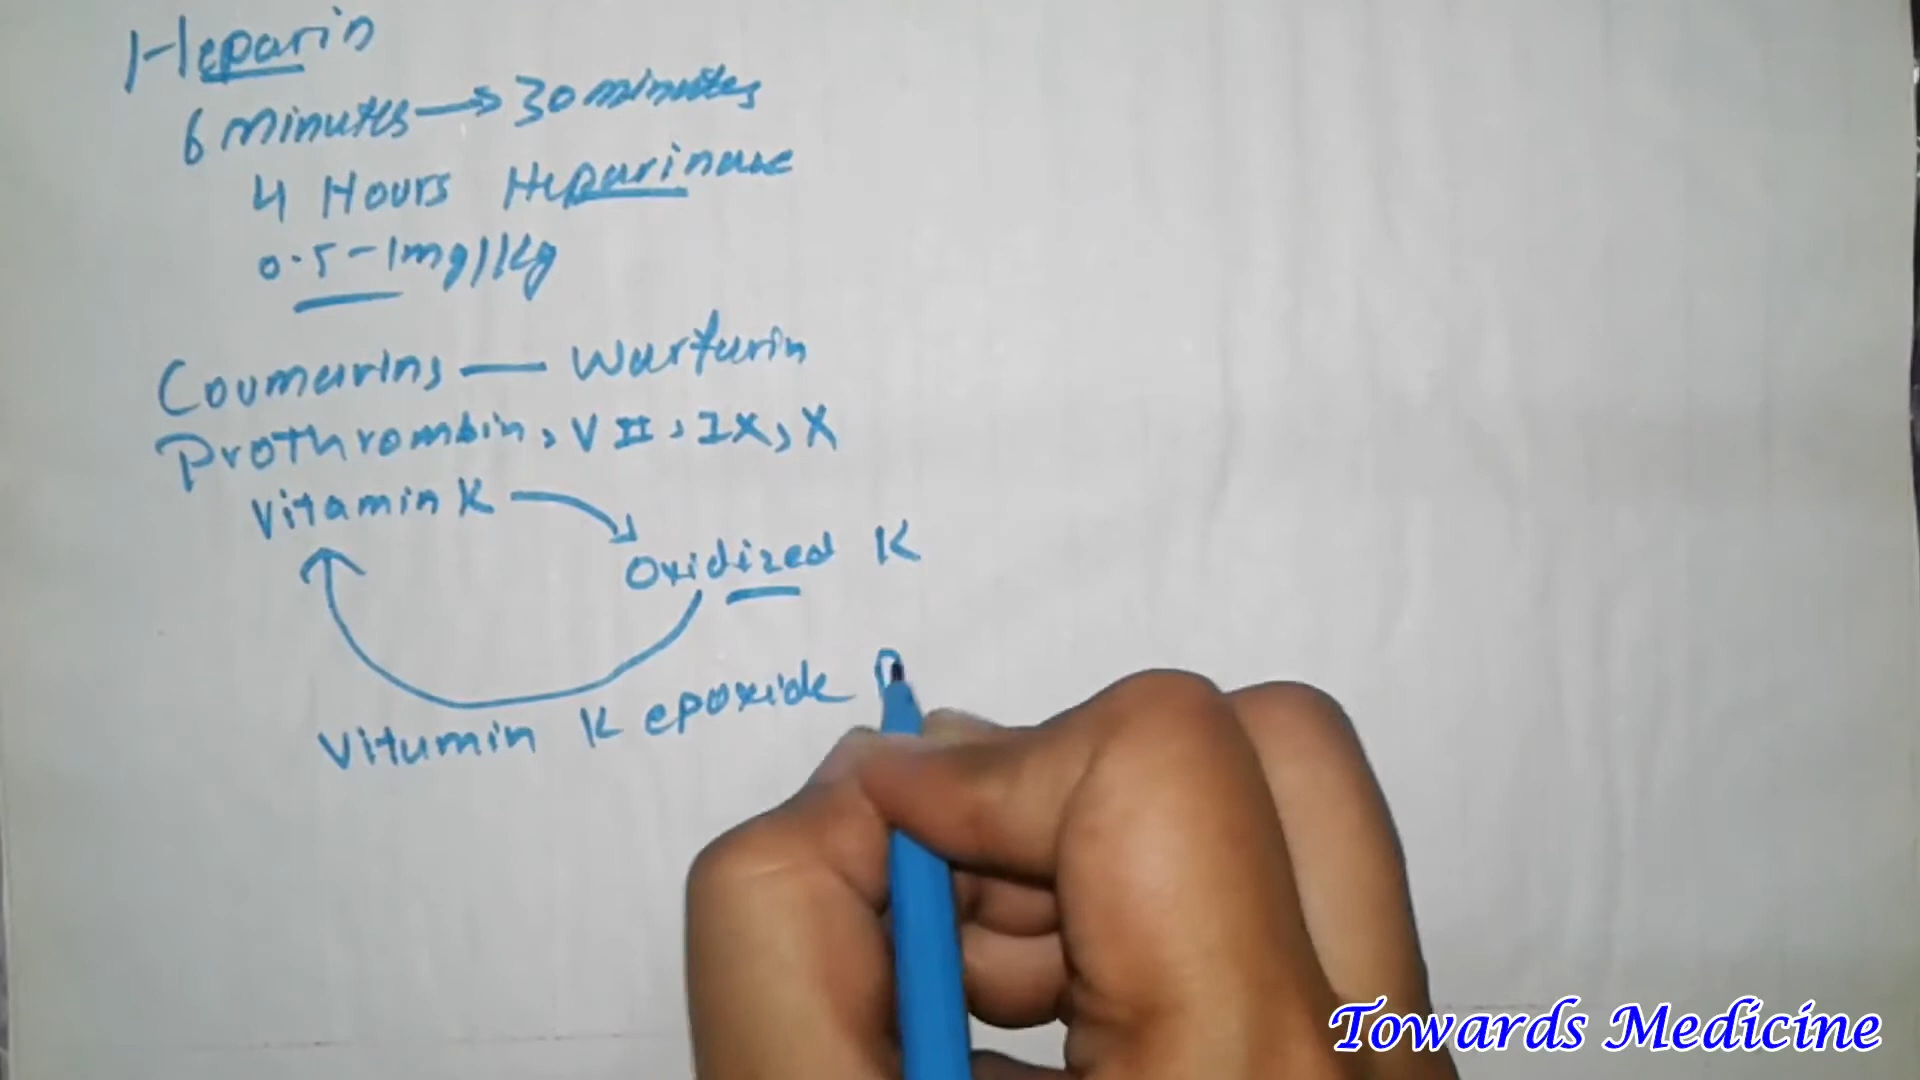 Heparin
6 minutes → 30 minutes
4 Hours Heparinase
0.5-1mg/Kg
Coumarins — Warfarin
Prothrombin, VII, IX, X
Vitamin K →
Oxidized K
Vitamin K epoxide R
Towards Medicine